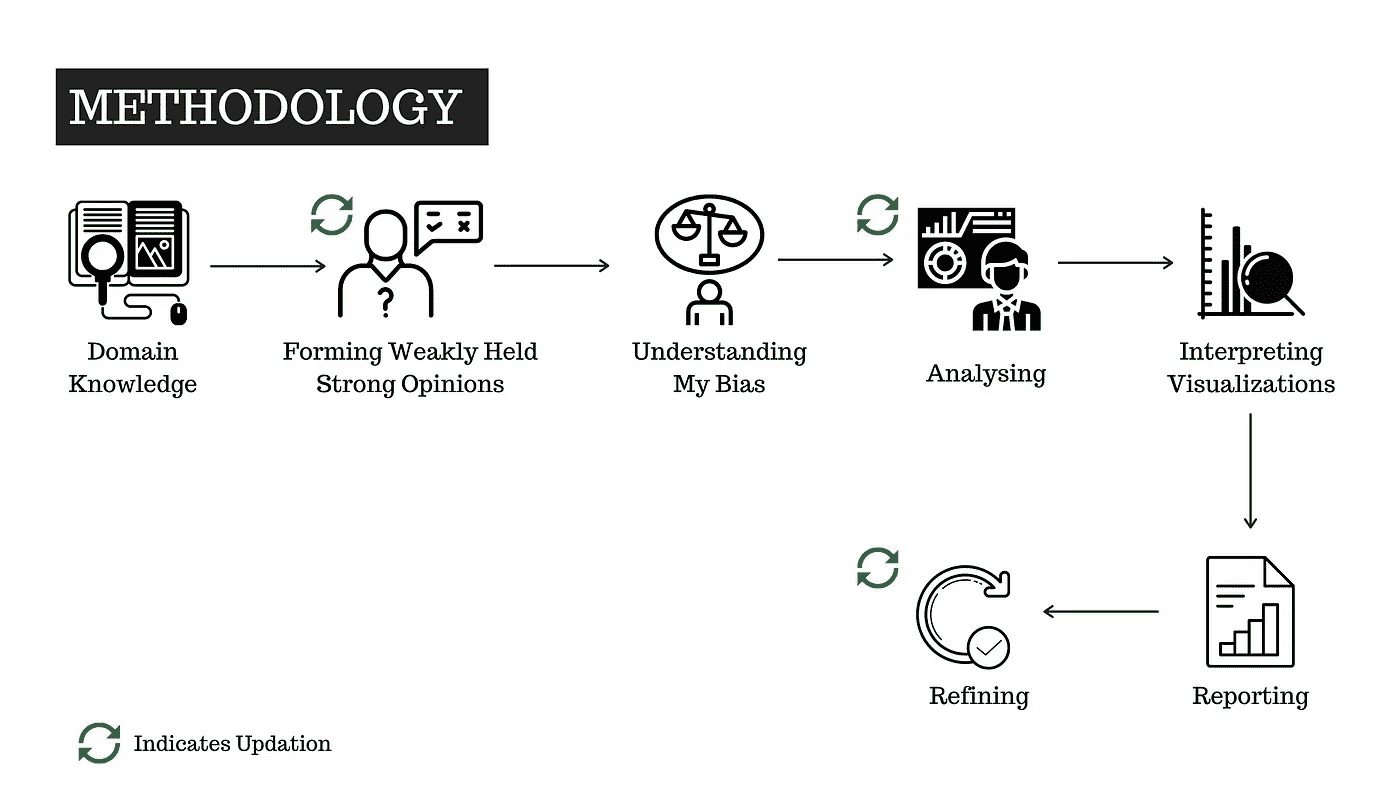 METHODOLOGY
Domain
Knowledge
Forming Weakly Held
Strong Opinions
?
Understanding
My Bias
Analysing
Interpreting
Visualizations
Refining
Reporting
Indicates Updation